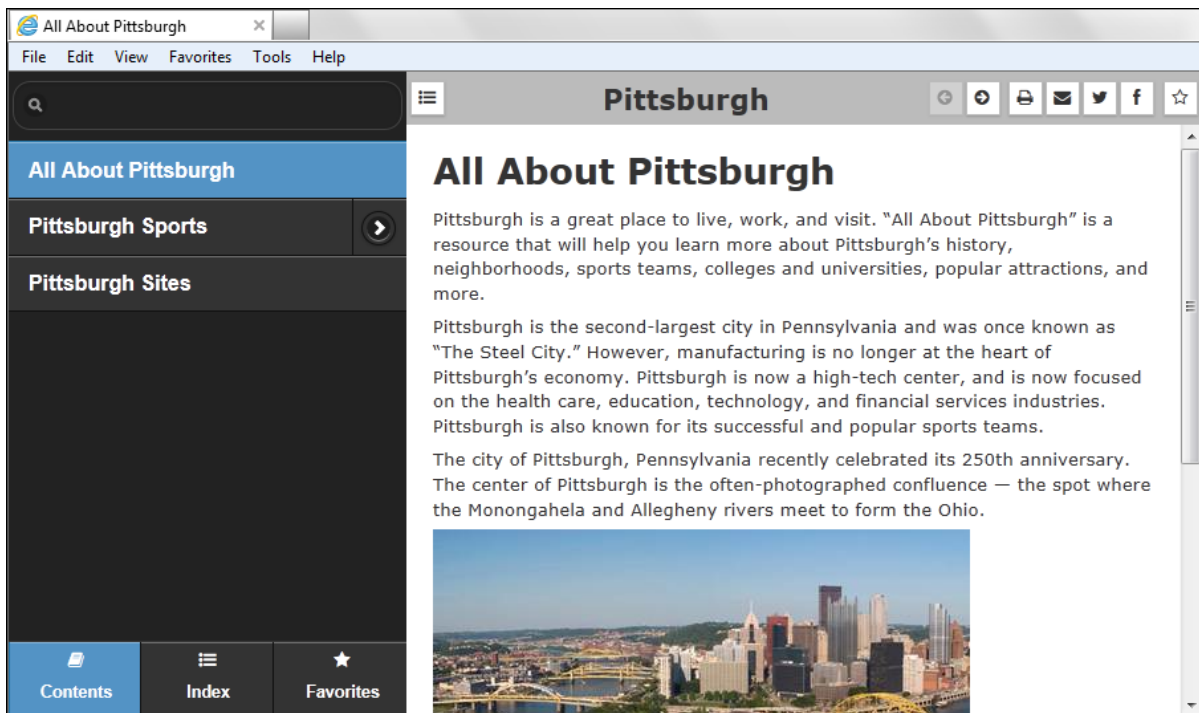 All About Pittsburgh
File Edit View Favorites Tools Help
Pittsburgh
All About Pittsburgh
Pittsburgh Sports
Pittsburgh Sites
Contents Index Favorites
All About Pittsburgh
Pittsburgh is a great place to live, work, and visit. “All About Pittsburgh” is a
resource that will help you learn more about Pittsburgh’s history,
neighborhoods, sports teams, colleges and universities, popular attractions, and
more.
Pittsburgh is the second-largest city in Pennsylvania and was once known as
“The Steel City.” However, manufacturing is no longer at the heart of
Pittsburgh’s economy. Pittsburgh is now a high-tech center, and is now focused
on the health care, education, technology, and financial services industries.
Pittsburgh is also known for its successful and popular sports teams.
The city of Pittsburgh, Pennsylvania recently celebrated its 250th anniversary.
The center of Pittsburgh is the often-photographed confluence — the spot where
the Monongahela and Allegheny rivers meet to form the Ohio.